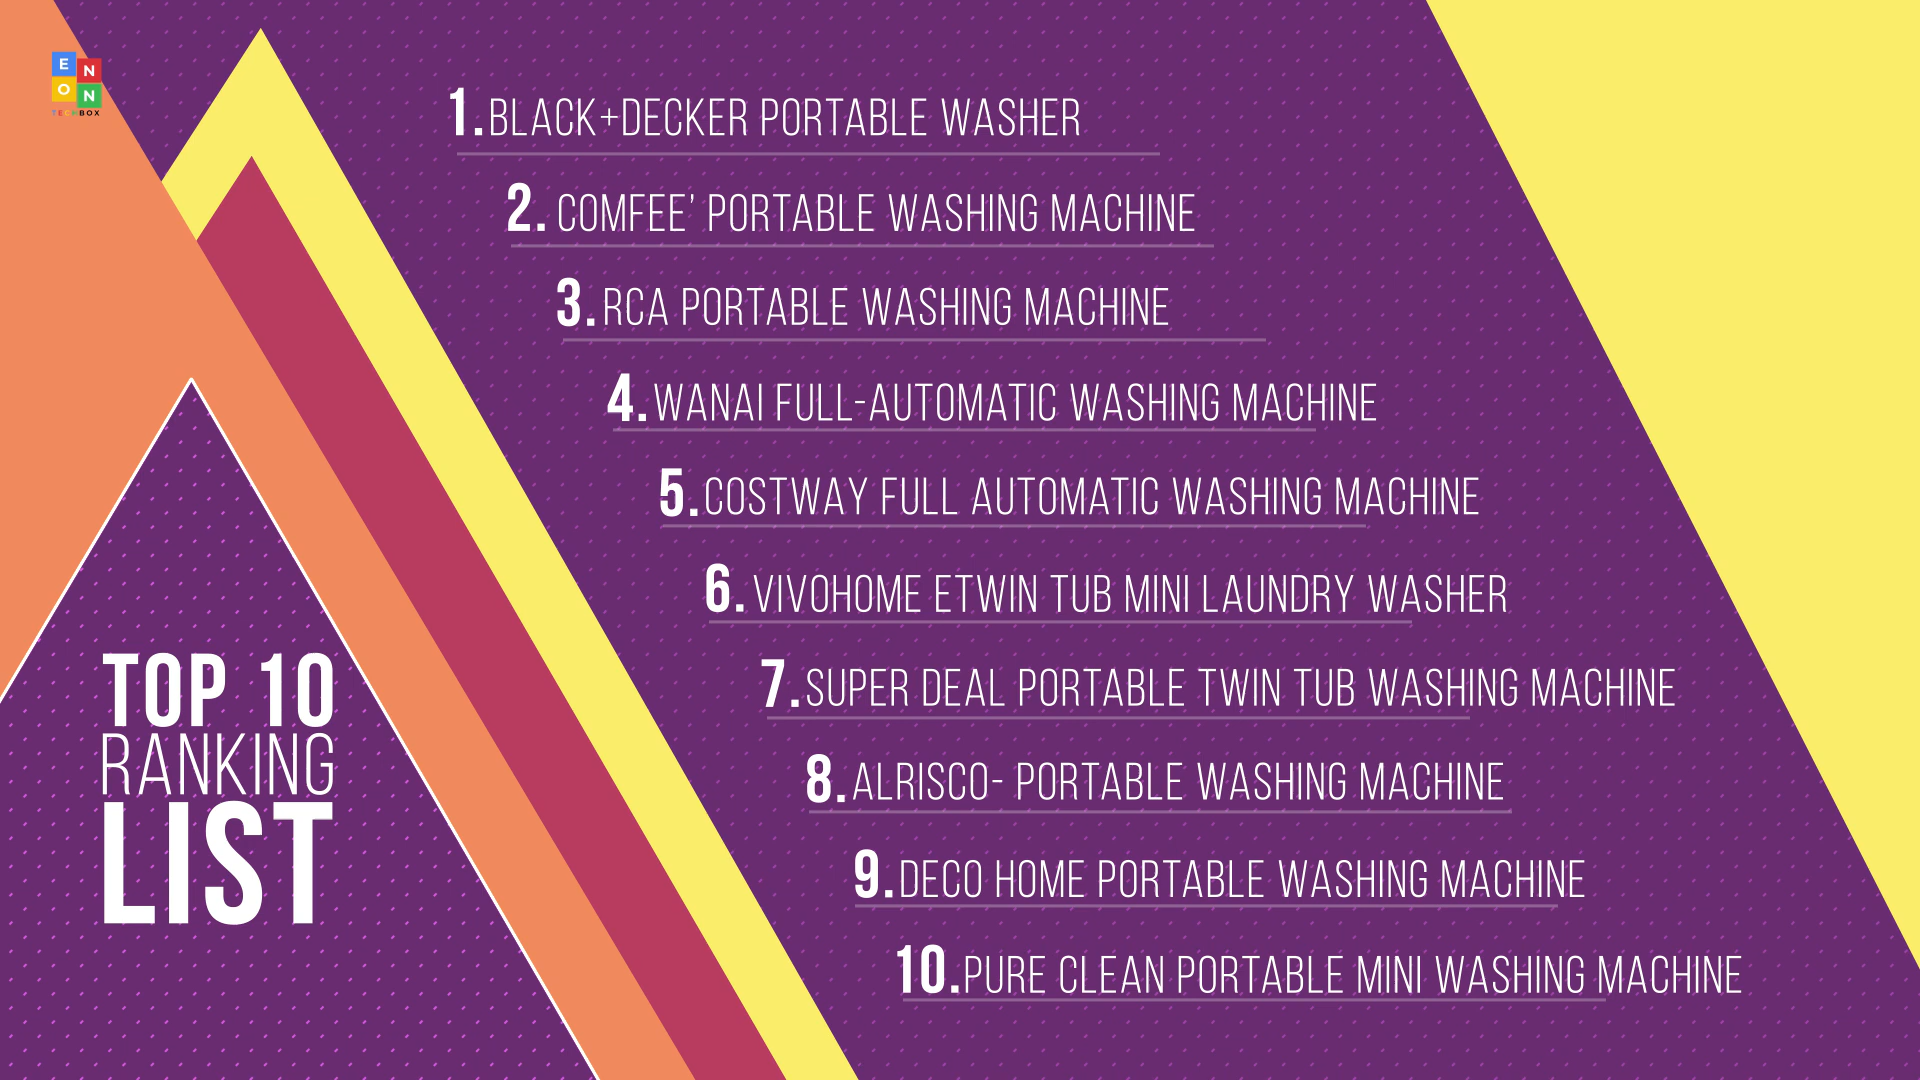 E N
O N
TECHBOX
1. BLACK+DECKER PORTABLE WASHER
2. COMFEE' PORTABLE WASHING MACHINE
3. RCA PORTABLE WASHING MACHINE
4. WANAI FULL-AUTOMATIC WASHING MACHINE
5. COSTWAY FULL AUTOMATIC WASHING MACHINE
6. VIVOHOME ETWIN TUB MINI LAUNDRY WASHER
7. SUPER DEAL PORTABLE TWIN TUB WASHING MACHINE
8. ALRISCO- PORTABLE WASHING MACHINE
9. DECO HOME PORTABLE WASHING MACHINE
10. PURE CLEAN PORTABLE MINI WASHING MACHINE
TOP 10
RANKING
LIST